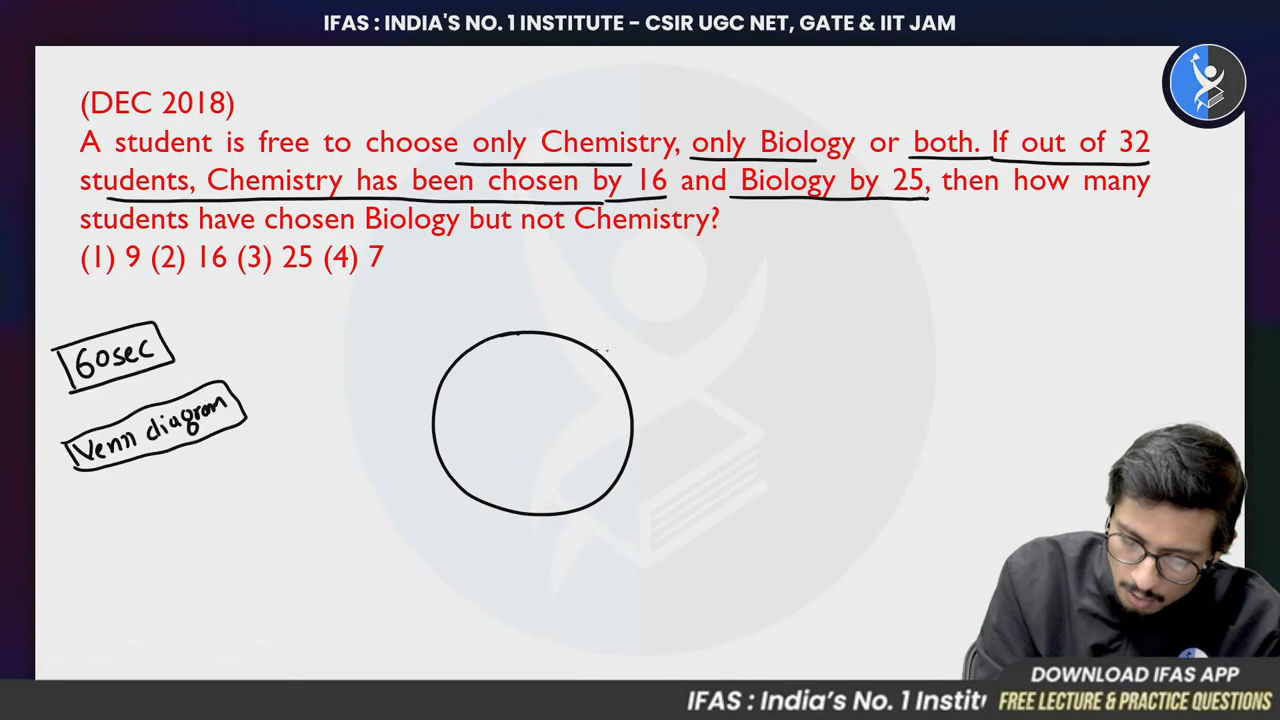 IFAS : INDIA'S NO. 1 INSTITUTE – CSIR UGC NET, GATE & IIT JAM
(DEC 2018)
A student is free to choose only Chemistry, only Biology or both. If out of 32
students, Chemistry has been chosen by 16 and Biology by 25, then how many
students have chosen Biology but not Chemistry?
(1) 9 (2) 16 (3) 25 (4) 7
60sec
Venn diagram
DOWNLOAD IFAS APP
IFAS : India's No. 1 Instit
FREE LECTURE & PRACTICE QUESTIONS